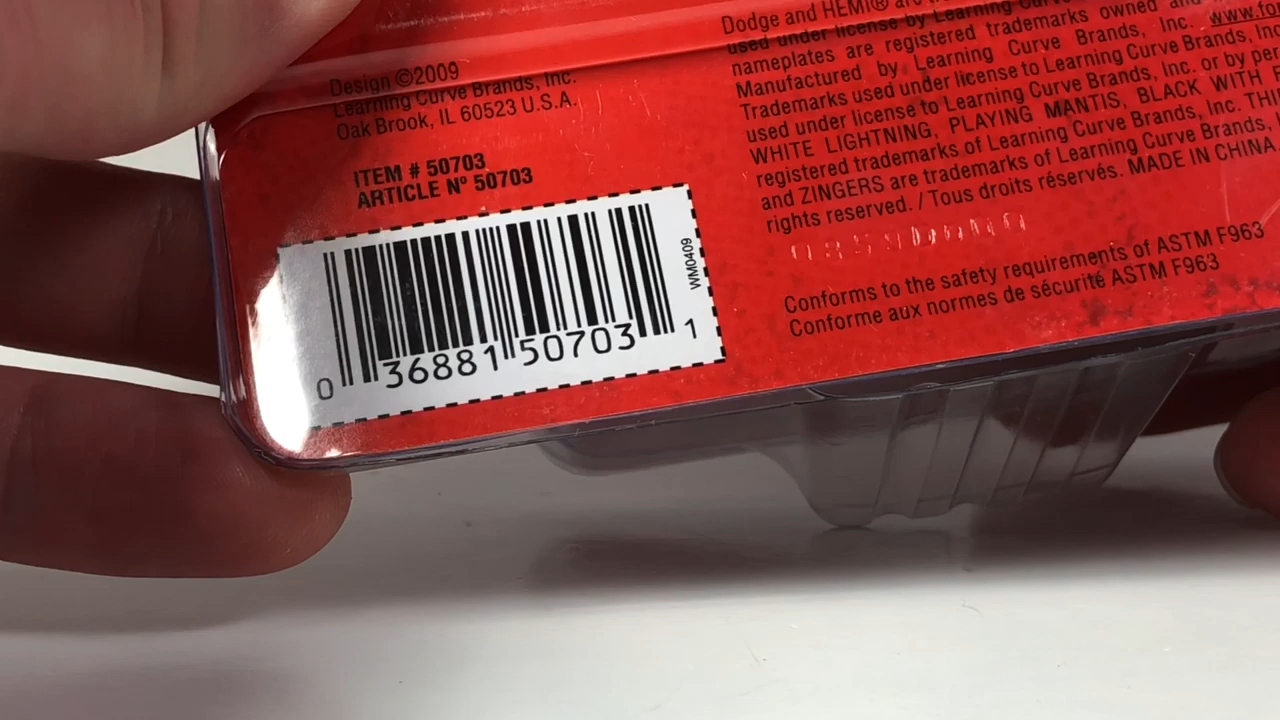 Design ©2009
Learning Curve Brands, Inc.
Oak Brook, IL 60523 U.S.A.
ITEM # 50703
ARTICLE Nº 50703
0 36881 50703 1
WM0409
Dodge and HEMI® are
used under license by Learning Curve
nameplates are registered trademarks owned and
Manufactured by Learning Curve Brands, Inc. www.for
Trademarks used under license to Learning Curve Brands, Inc
used under license to Learning Curve Brands, Inc. or by per
WHITE LIGHTNING, PLAYING MANTIS, BLACK WITH F
registered trademarks of Learning Curve Brands, Inc. THI
and ZINGERS are trademarks of Learning Curve Brands,
rights reserved. / Tous droits réservés. MADE IN CHINA
Conforms to the safety requirements of ASTM F963
Conforme aux normes de sécurité ASTM F963